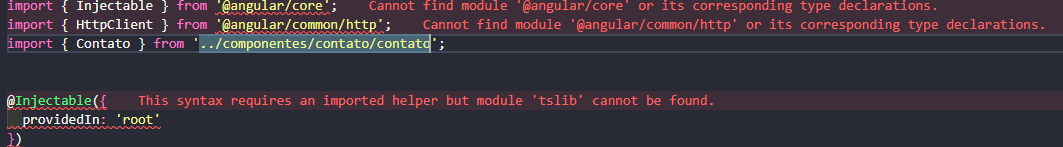 import { Injectable } from '@angular/core'; Cannot find module '@angular/core' or its corresponding type declarations.
import { HttpClient } from '@angular/common/http'; Cannot find module '@angular/common/http' or its corresponding type declarations.
import { Contato } from '../componentes/contato/contato';
@Injectable({ This syntax requires an imported helper but module 'tslib' cannot be found.
providedIn: 'root'
})